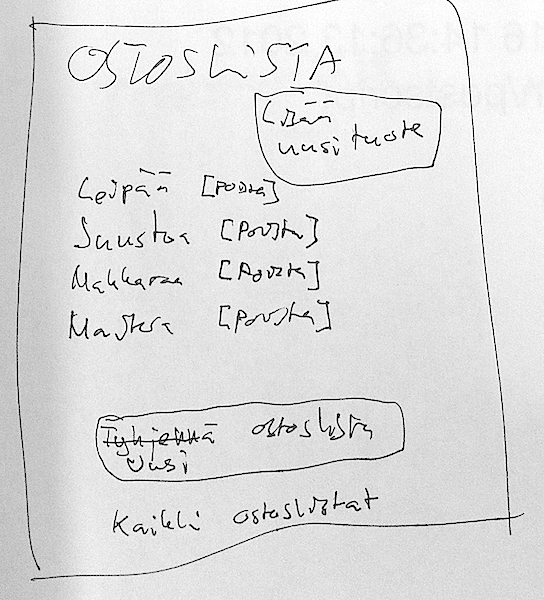 OSTOSLISTA
Lisää
uusi tuote
Leipää [Poista]
Juustoa [Poista]
Makkaraa [Poista]
Maitoa [Poista]
Tyhjennä ostoslista
Uusi
Kaikki ostoslistat